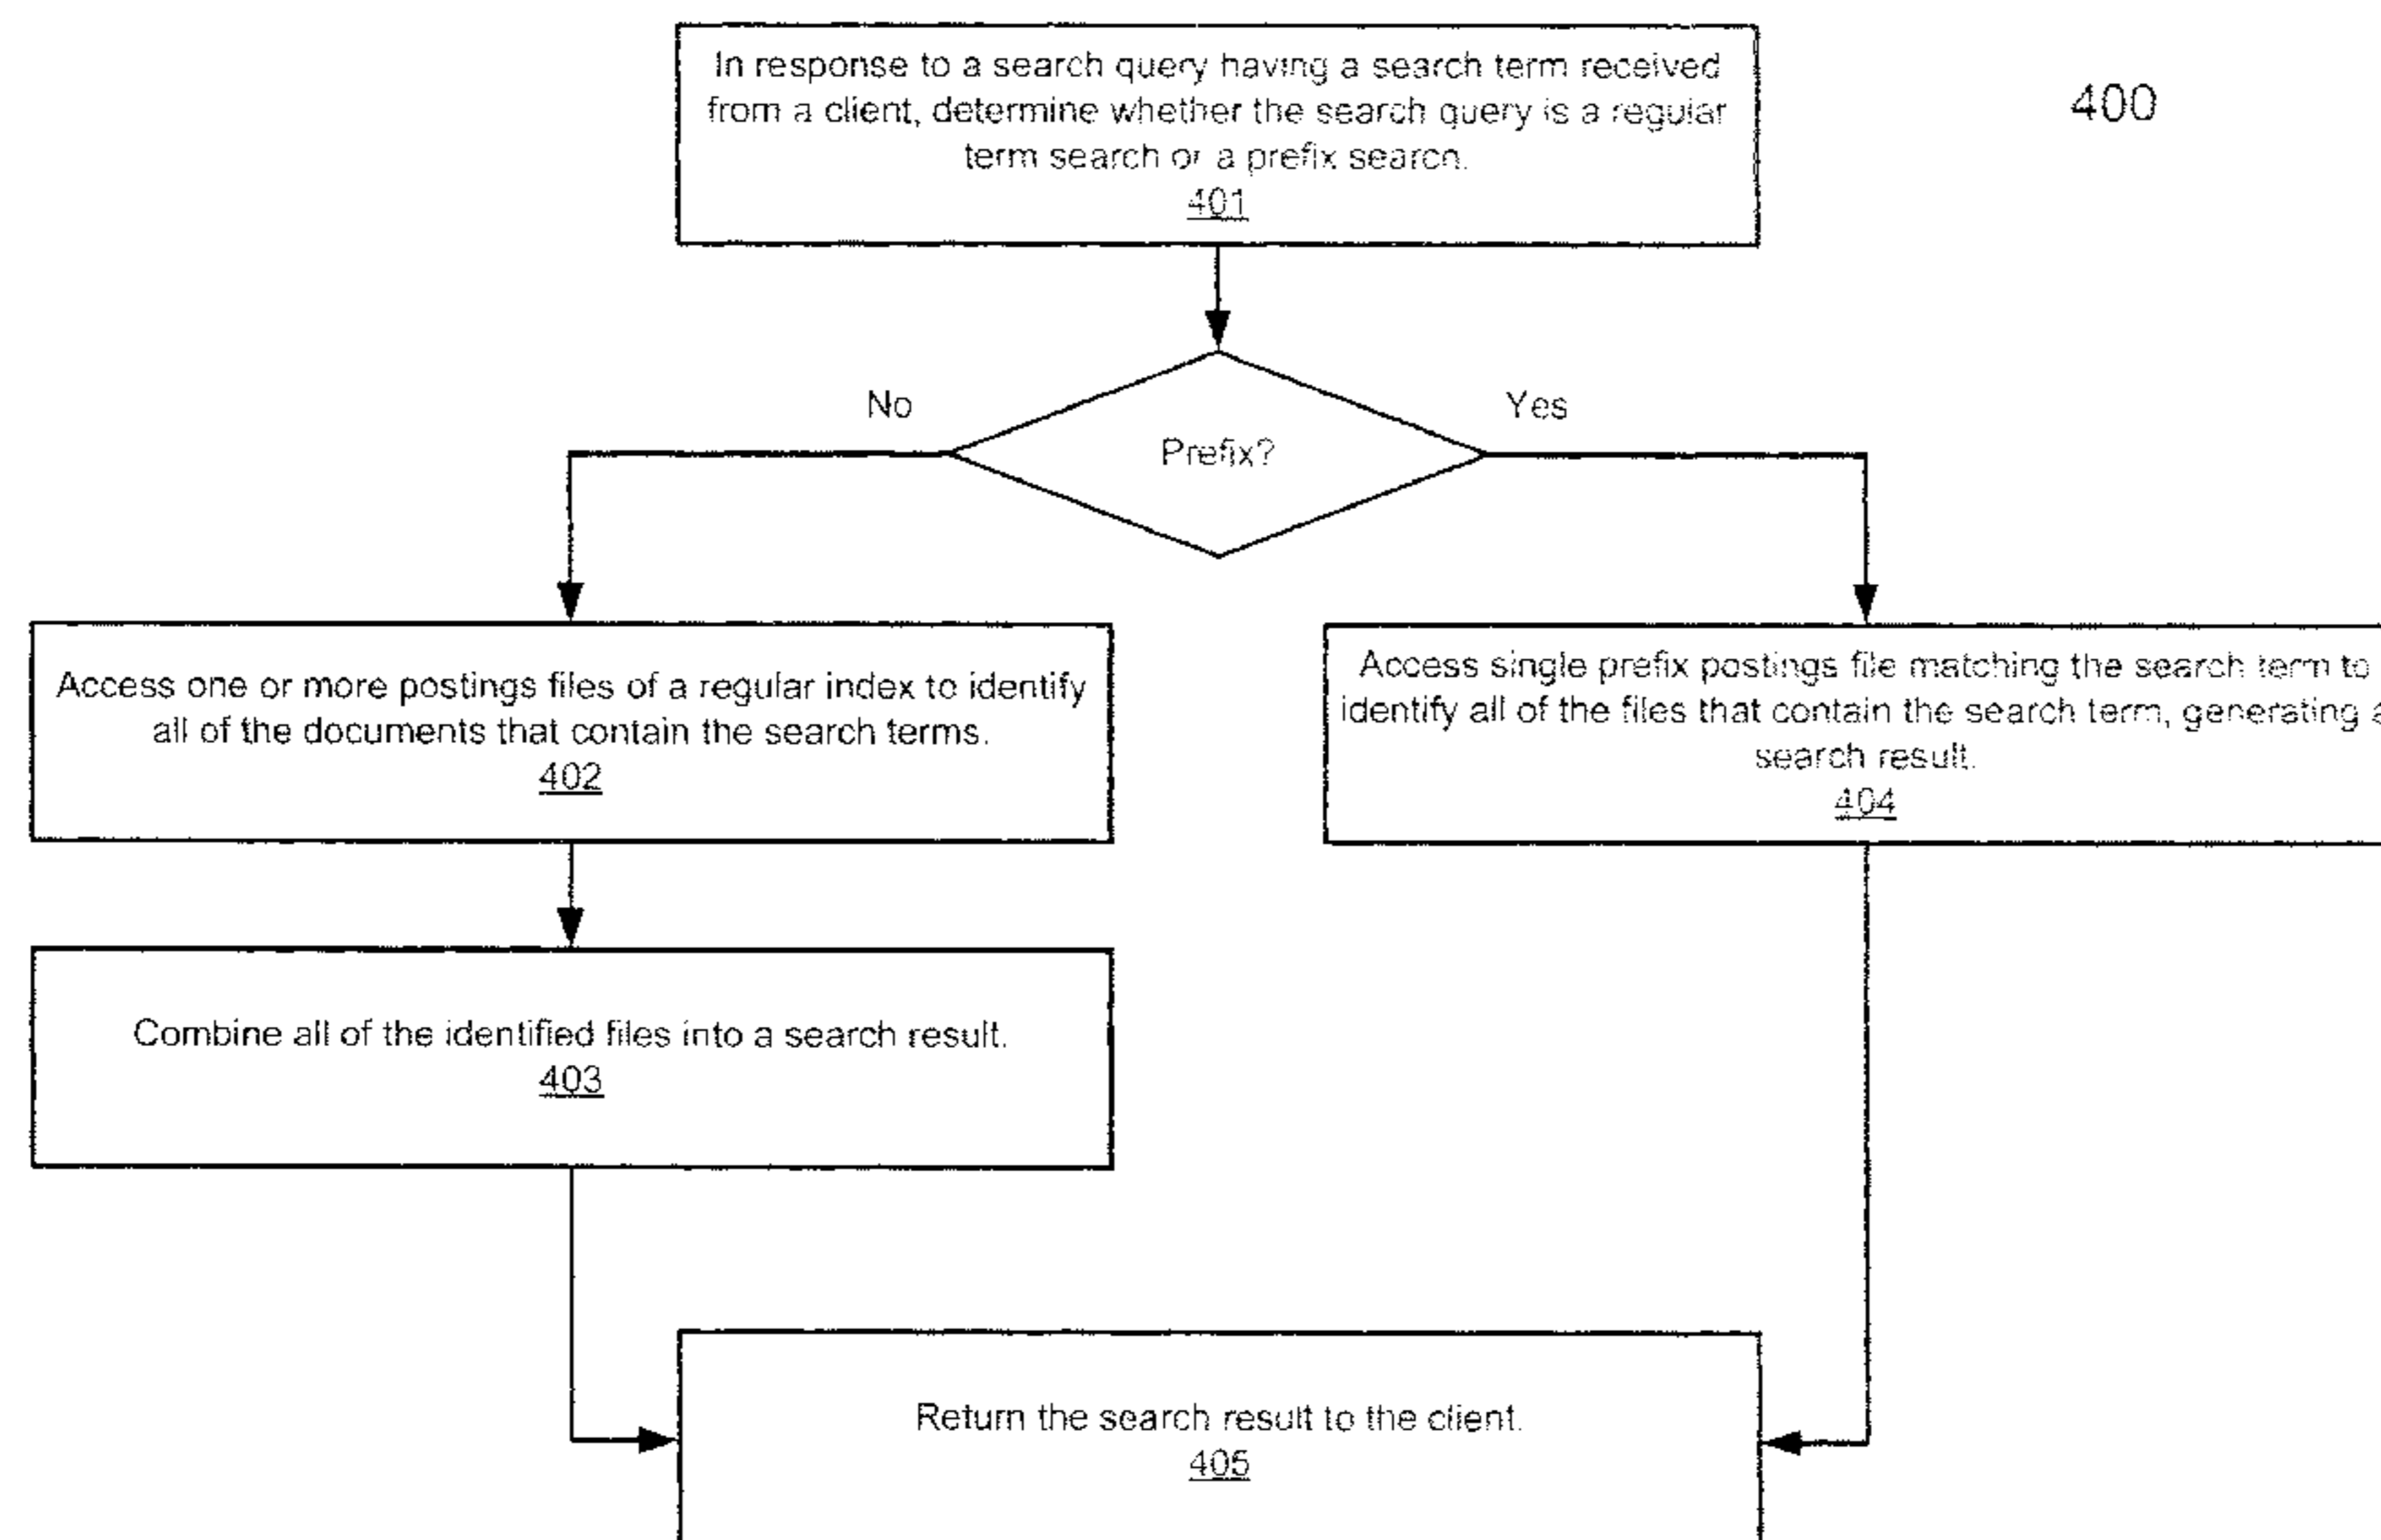 In response to a search query having a search term received
from a client, determine whether the search query is a regular
term search or a prefix search.
401
400
No
Prefix?
Yes
Access one or more postings files of a regular index to identify
all of the documents that contain the search terms.
402
Access single prefix postings file matching the search term to
identify all of the files that contain the search term, generating a
search result.
404
Combine all of the identified files into a search result.
403
Return the search result to the client.
405